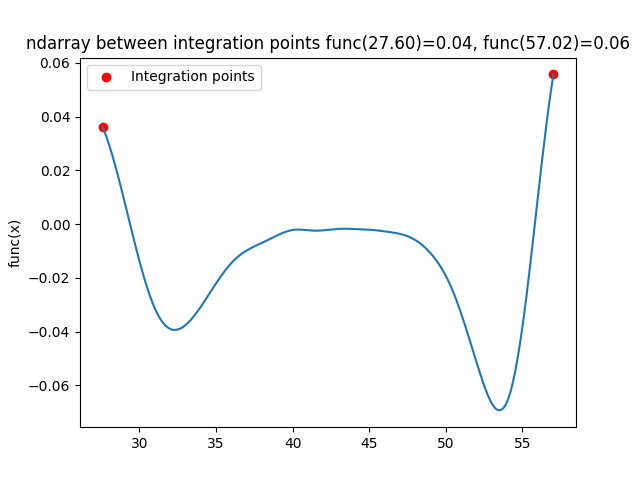 ndarray between integration points func(27.60)=0.04, func(57.02)=0.06
Integration points
func(x)
0.06
0.04
0.02
0.00
−0.02
−0.04
−0.06
30 35 40 45 50 55